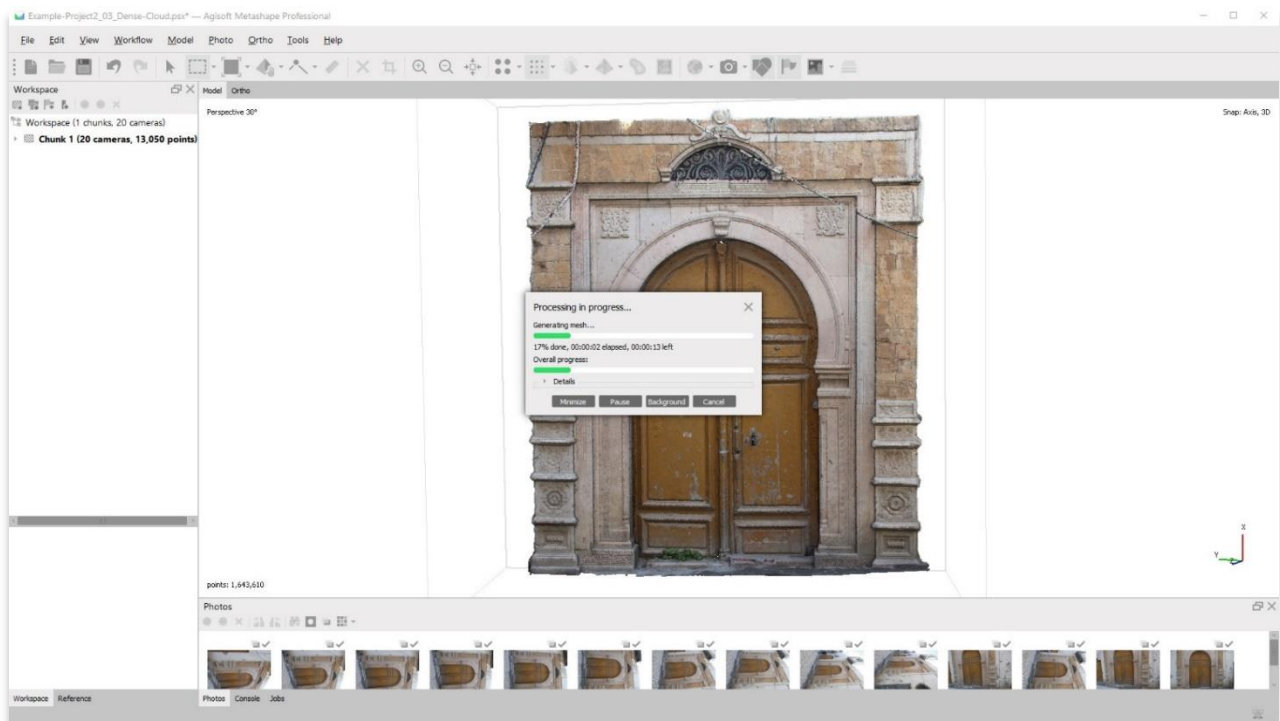 Example-Project2_03_Dense-Cloud.psx* — Agisoft Metashape Professional
File Edit View Workflow Model Photo Ortho Tools Help
Workspace
Workspace (1 chunks, 20 cameras)
Chunk 1 (20 cameras, 13,050 points)
Model Ortho
Perspective 30°
Snap: Axis, 3D
Processing in progress...
Generating mesh...
17% done, 00:00:02 elapsed, 00:00:13 left
Overall progress:
Details
Minimize Pause Background Cancel
X
Y
points: 1,643,610
Photos
Workspace Reference
Photos Console Jobs